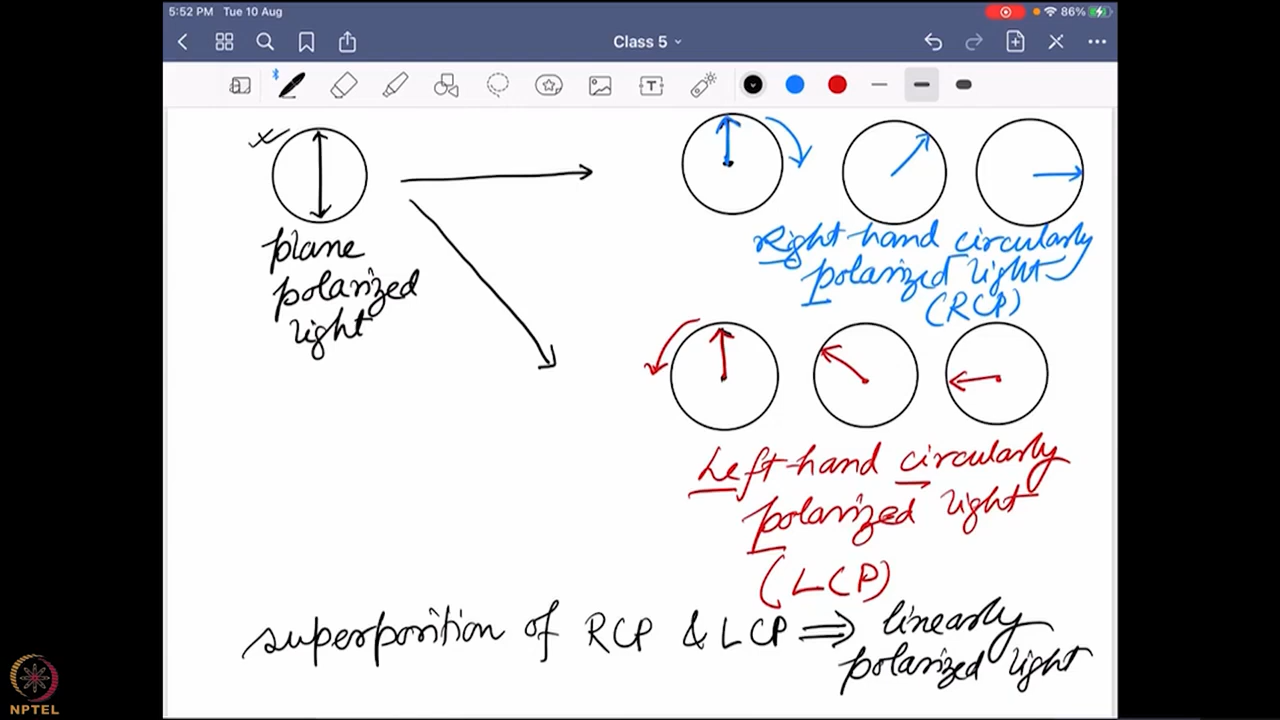 5:52 PM Tue 10 Aug
86%
Class 5
plane
polarized
light
Right-hand circularly
polarized light
(RCP)
Left-hand circularly
polarized light
(LCP)
superposition of RCP & LCP ⇒ linearly
polarized light
NPTEL